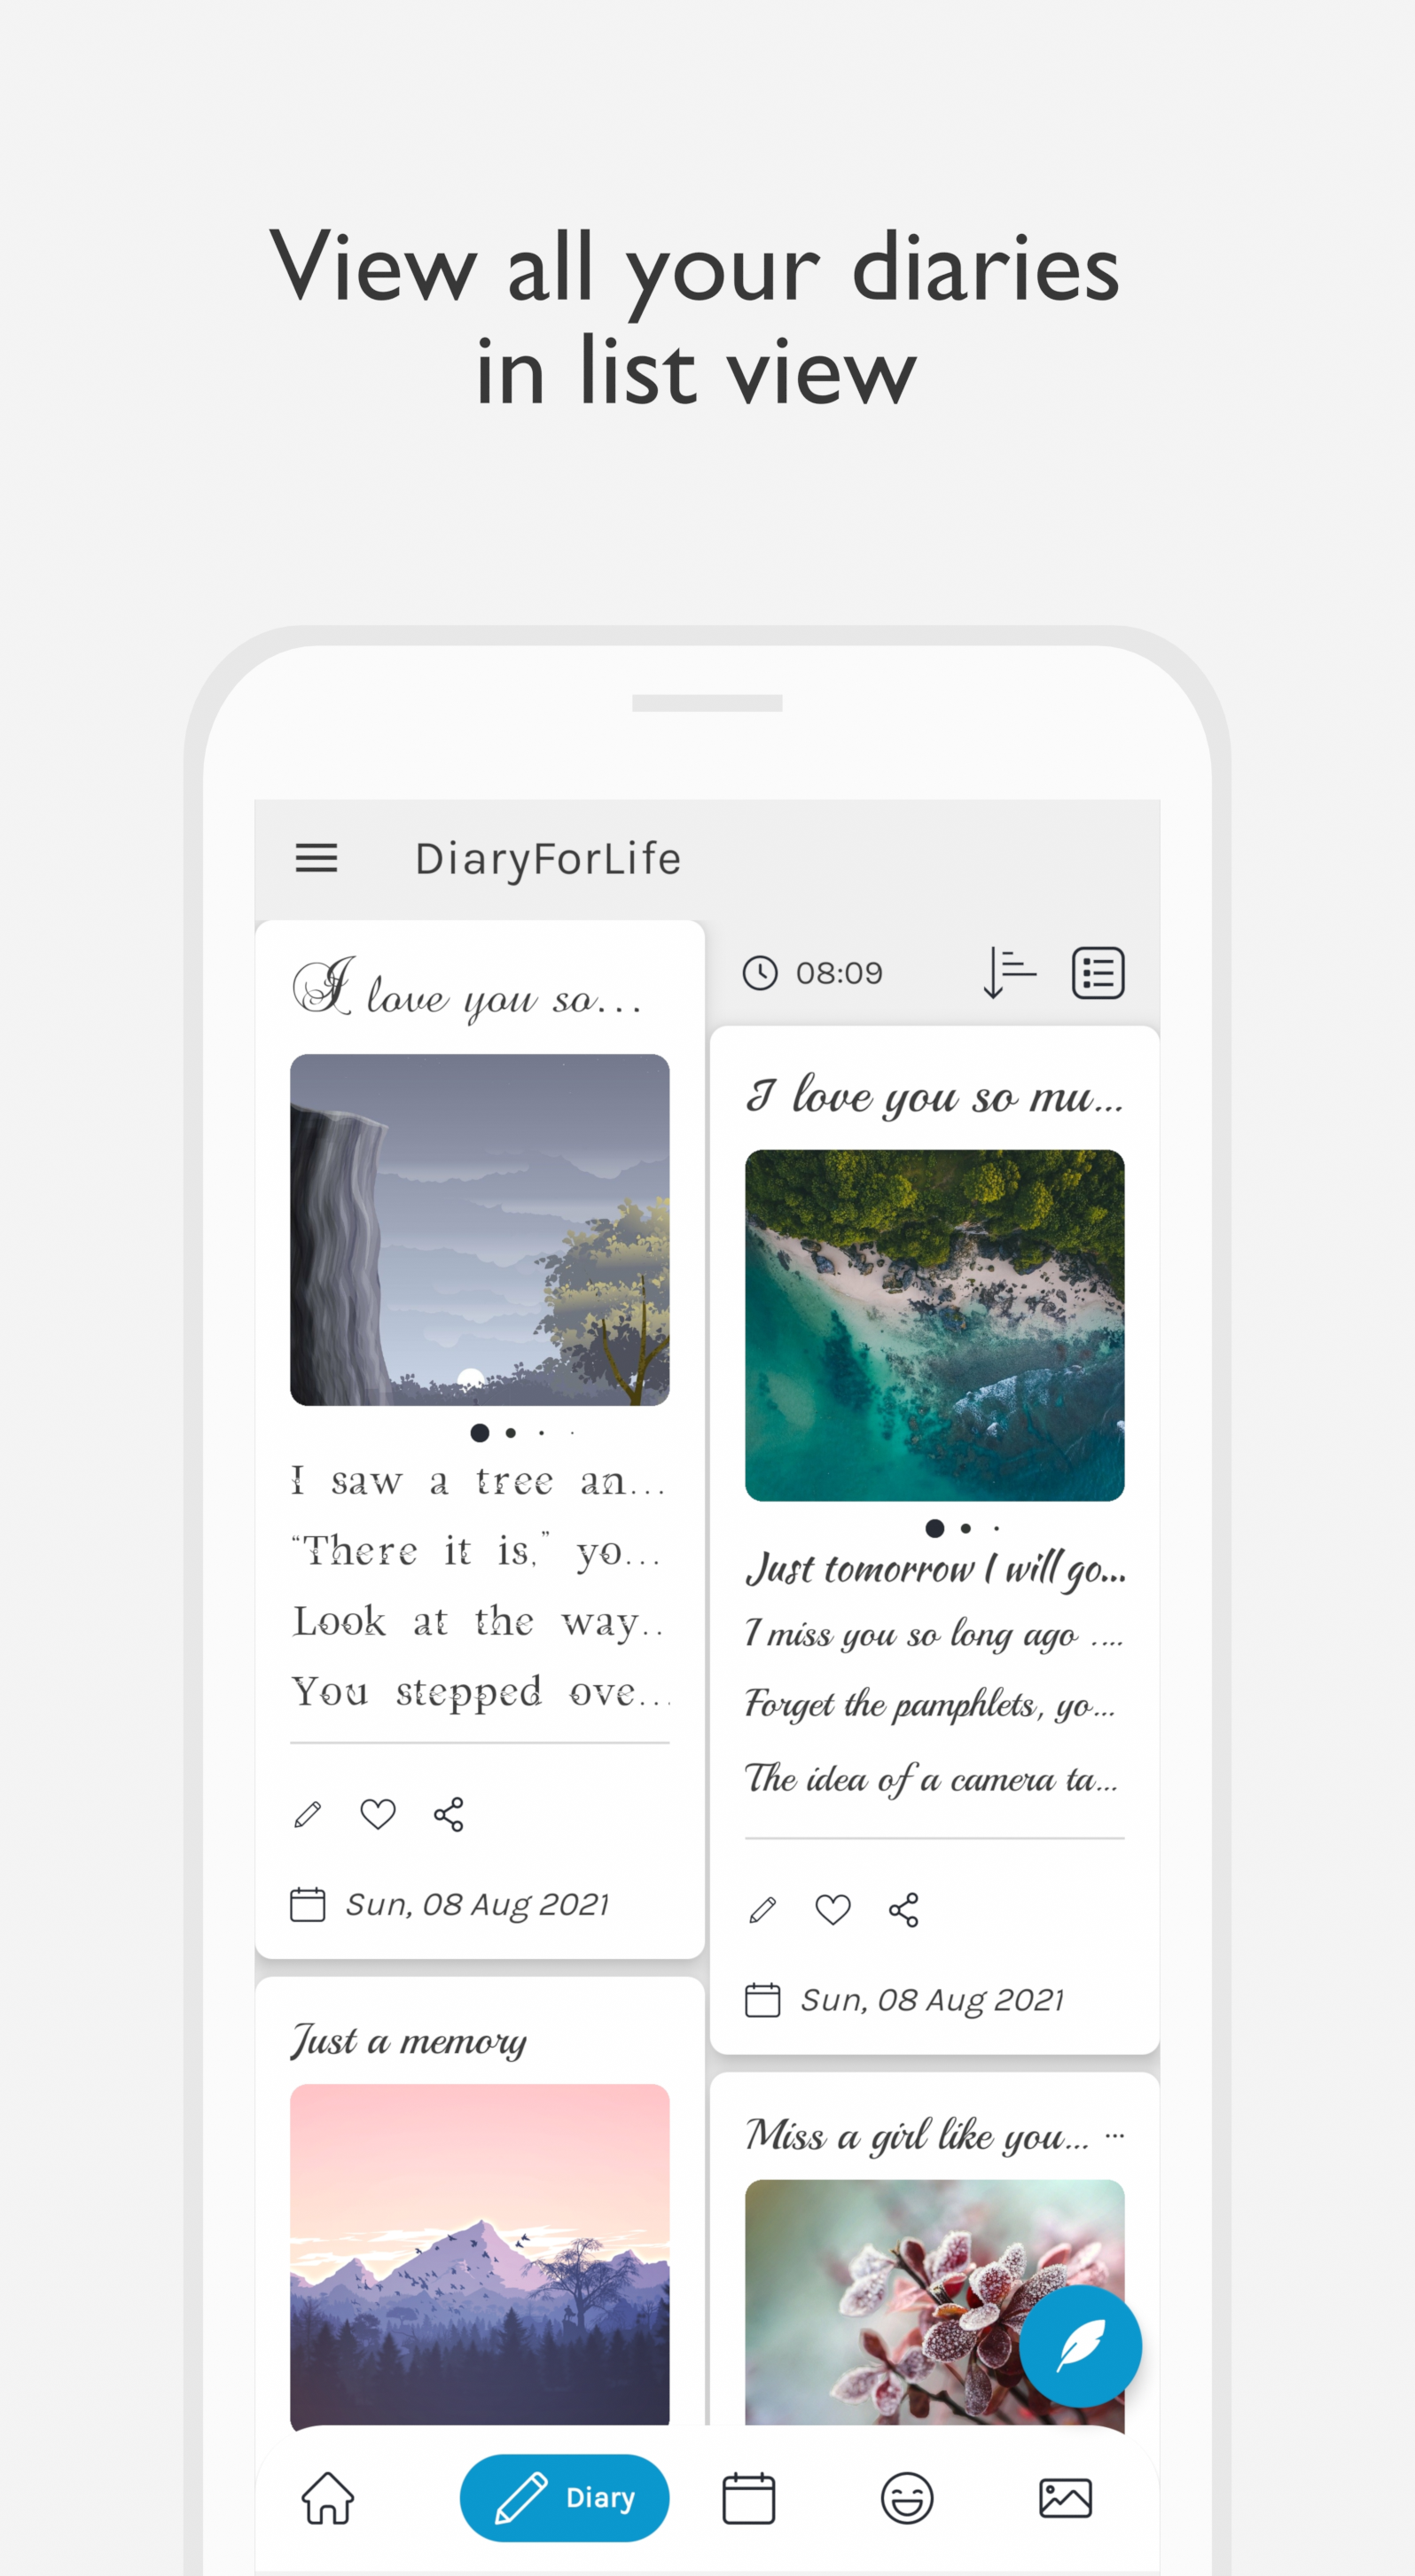 View all your diaries
in list view
DiaryForLife
I love you so...
I saw a tree an...
“There it is,” yo...
Look at the way..
You stepped ove...
Sun, 08 Aug 2021
Just a memory
08:09
I love you so mu...
Just tomorrow I will go...
I miss you so long ago ....
Forget the pamphlets, yo...
The idea of a camera ta...
Sun, 08 Aug 2021
Miss a girl like you... ...
Diary